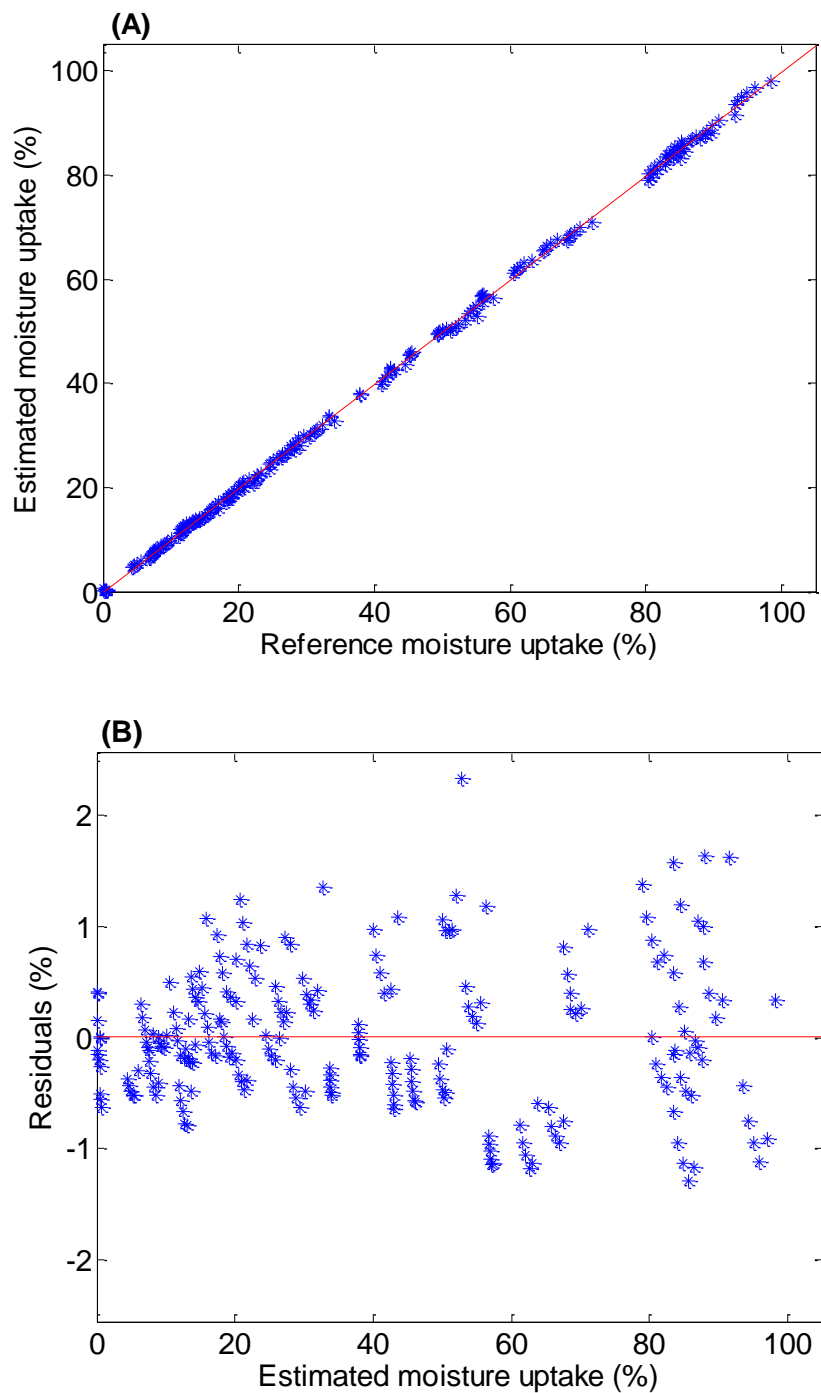 (A)
100
80
60
40
20
0
Estimated moisture uptake (%)
0 20 40 60 80 100
Reference moisture uptake (%)
(B)
2
1
0
-1
-2
Residuals (%)
0 20 40 60 80 100
Estimated moisture uptake (%)